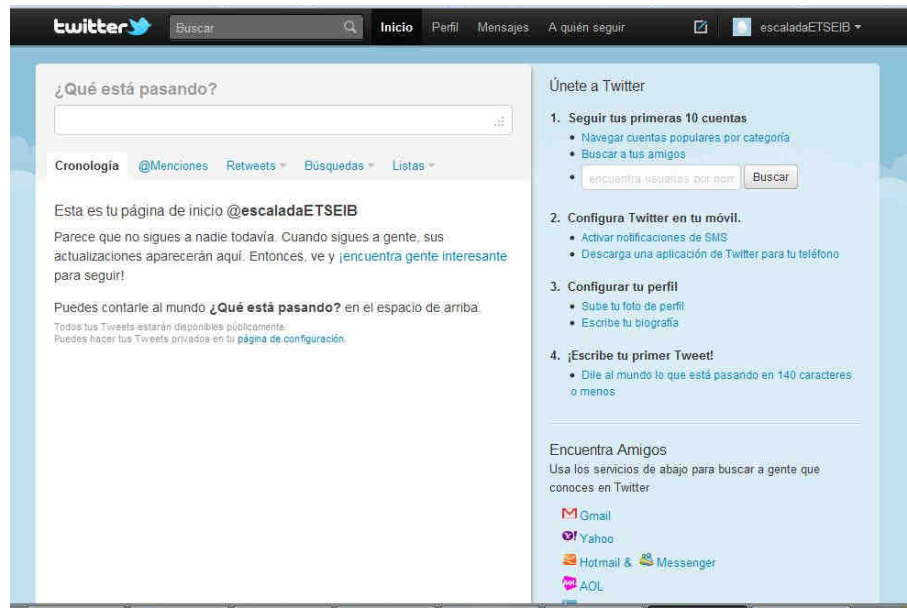 twitter
Buscar
Inicio Perfil Mensajes A quién seguir
escaladaETSEIB
¿Qué está pasando?
Cronología @Menciones Retweets Búsquedas Listas
Esta es tu página de inicio @escaladaETSEIB
Parece que no sigues a nadie todavía. Cuando sigues a gente, sus
actualizaciones aparecerán aquí. Entonces, ve y ¡encuentra gente interesante
para seguir!
Puedes contarle al mundo ¿Qué está pasando? en el espacio de arriba.
Todos tus Tweets estarán disponibles públicamente.
Puedes hacer tus Tweets privados en tu página de configuración.
Únete a Twitter
1. Seguir tus primeras 10 cuentas
• Navegar cuentas populares por categoría
• Buscar a tus amigos
• encuentra usuarios por nom Buscar
2. Configura Twitter en tu móvil.
• Activar notificaciones de SMS
• Descarga una aplicación de Twitter para tu teléfono
3. Configurar tu perfil
• Sube tu foto de perfil
• Escribe tu biografía
4. ¡Escribe tu primer Tweet!
• Dile al mundo lo que está pasando en 140 caracteres
o menos
Encuentra Amigos
Usa los servicios de abajo para buscar a gente que
conoces en Twitter
Gmail
Yahoo
Hotmail & Messenger
AOL